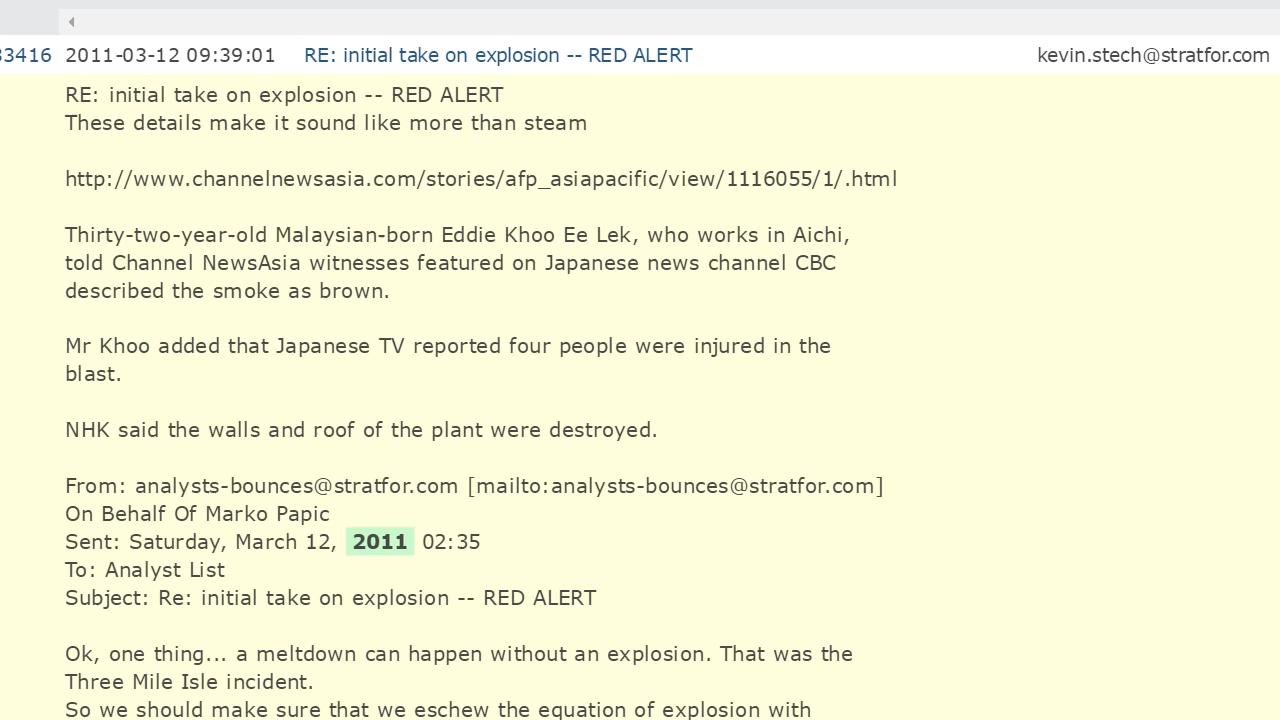 33416 2011-03-12 09:39:01 RE: initial take on explosion -- RED ALERT kevin.stech@stratfor.com
RE: initial take on explosion -- RED ALERT
These details make it sound like more than steam
http://www.channelnewsasia.com/stories/afp_asiapacific/view/1116055/1/.html
Thirty-two-year-old Malaysian-born Eddie Khoo Ee Lek, who works in Aichi,
told Channel NewsAsia witnesses featured on Japanese news channel CBC
described the smoke as brown.
Mr Khoo added that Japanese TV reported four people were injured in the
blast.
NHK said the walls and roof of the plant were destroyed.
From: analysts-bounces@stratfor.com [mailto:analysts-bounces@stratfor.com]
On Behalf Of Marko Papic
Sent: Saturday, March 12, 2011 02:35
To: Analyst List
Subject: Re: initial take on explosion -- RED ALERT
Ok, one thing... a meltdown can happen without an explosion. That was the
Three Mile Isle incident.
So we should make sure that we eschew the equation of explosion with